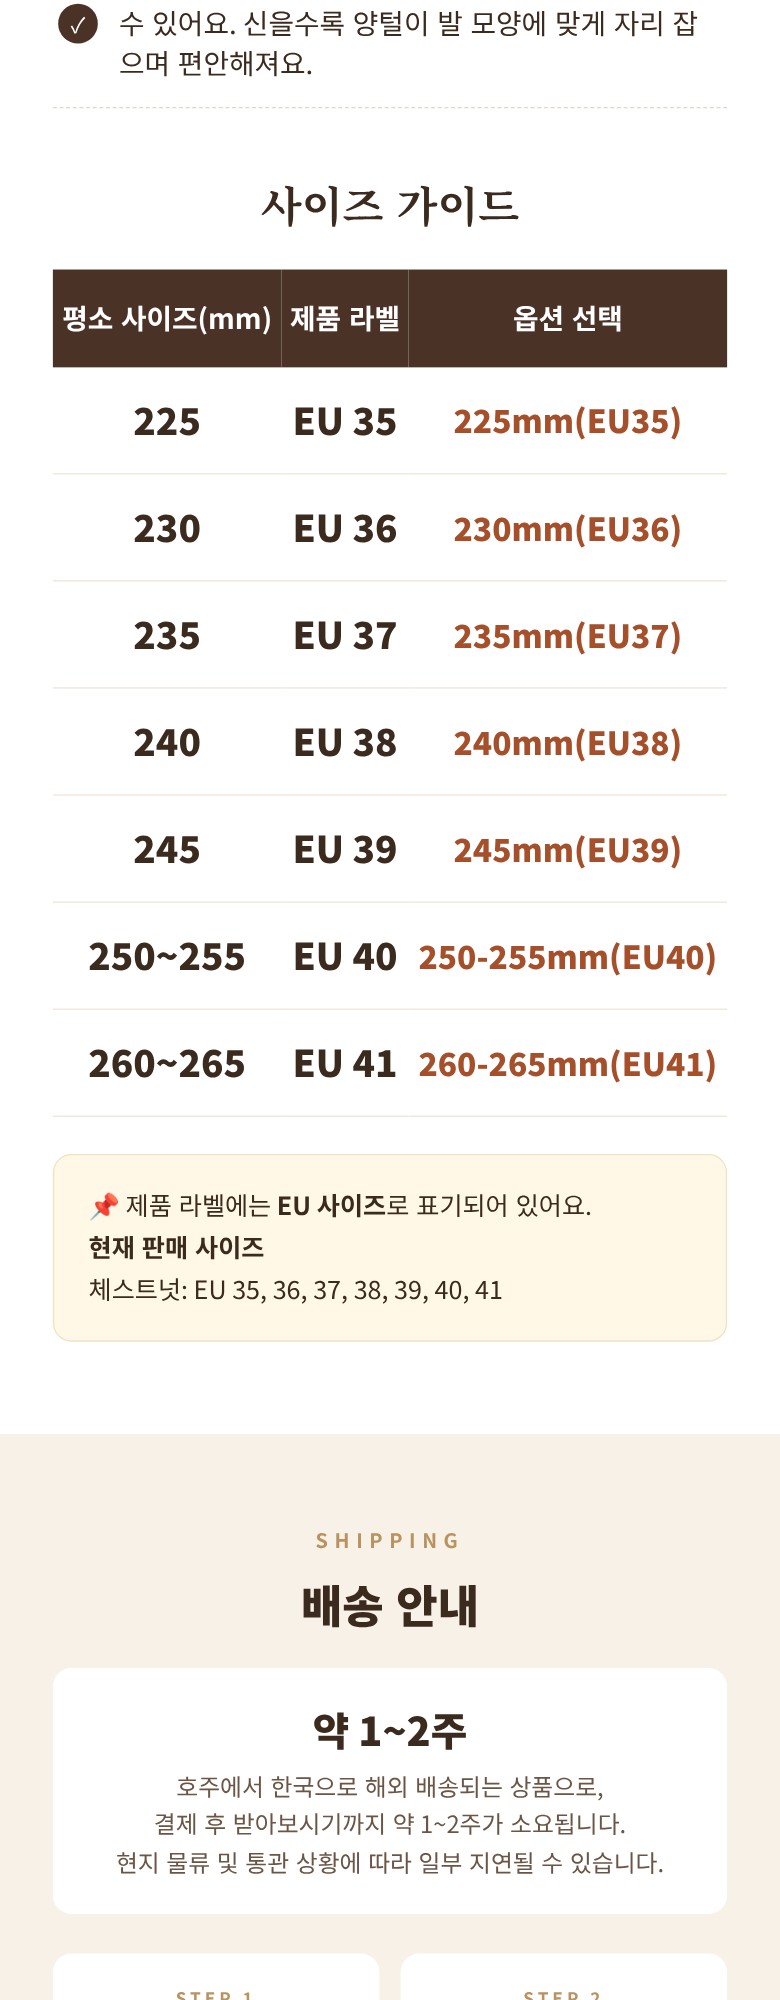 ✓ 수 있어요. 신을수록 양털이 발 모양에 맞게 자리 잡
으며 편안해져요.
사이즈 가이드
평소 사이즈(mm) 제품 라벨 옵션 선택
225 EU 35 225mm(EU35)
230 EU 36 230mm(EU36)
235 EU 37 235mm(EU37)
240 EU 38 240mm(EU38)
245 EU 39 245mm(EU39)
250~255 EU 40 250-255mm(EU40)
260~265 EU 41 260-265mm(EU41)
📌 제품 라벨에는 EU 사이즈로 표기되어 있어요.
현재 판매 사이즈
체스트넛: EU 35, 36, 37, 38, 39, 40, 41
SHIPPING
배송 안내
약 1~2주
호주에서 한국으로 해외 배송되는 상품으로,
결제 후 받아보시기까지 약 1~2주가 소요됩니다.
현지 물류 및 통관 상황에 따라 일부 지연될 수 있습니다.
STEP 1 STEP 2